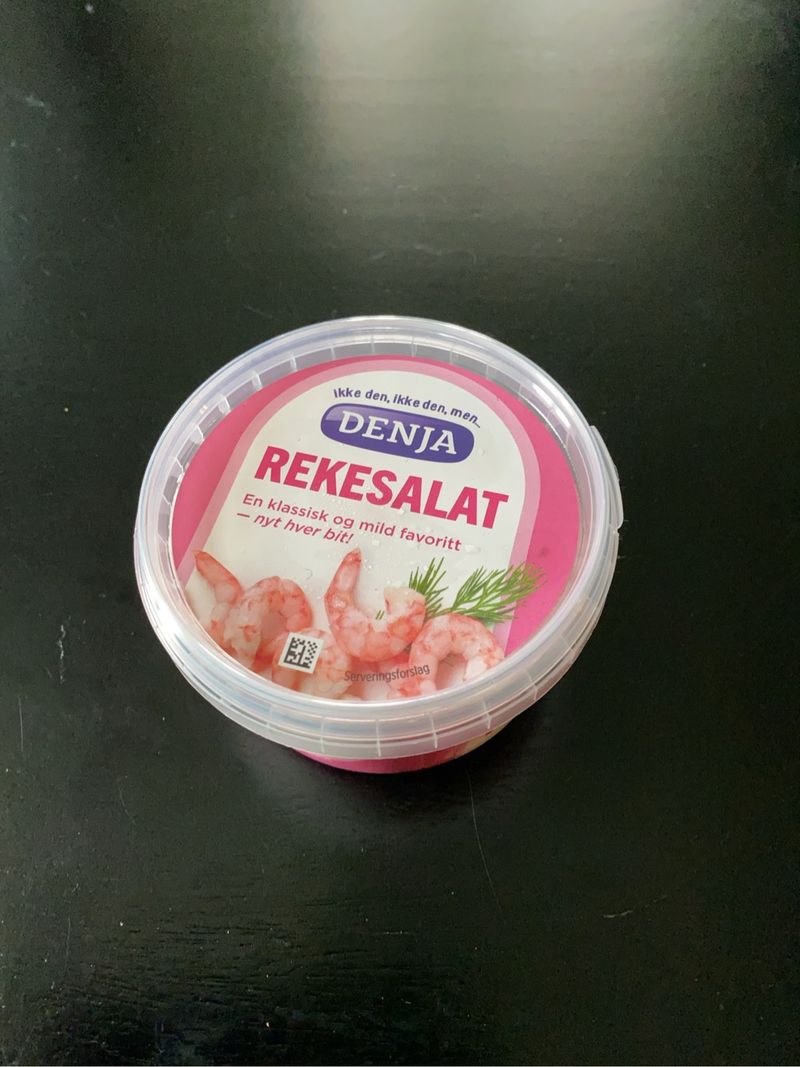 Ikke den, ikke den, men...
DENJA
REKESALAT
En klassisk og mild favoritt
– nyt hver bit!
Serveringsforslag